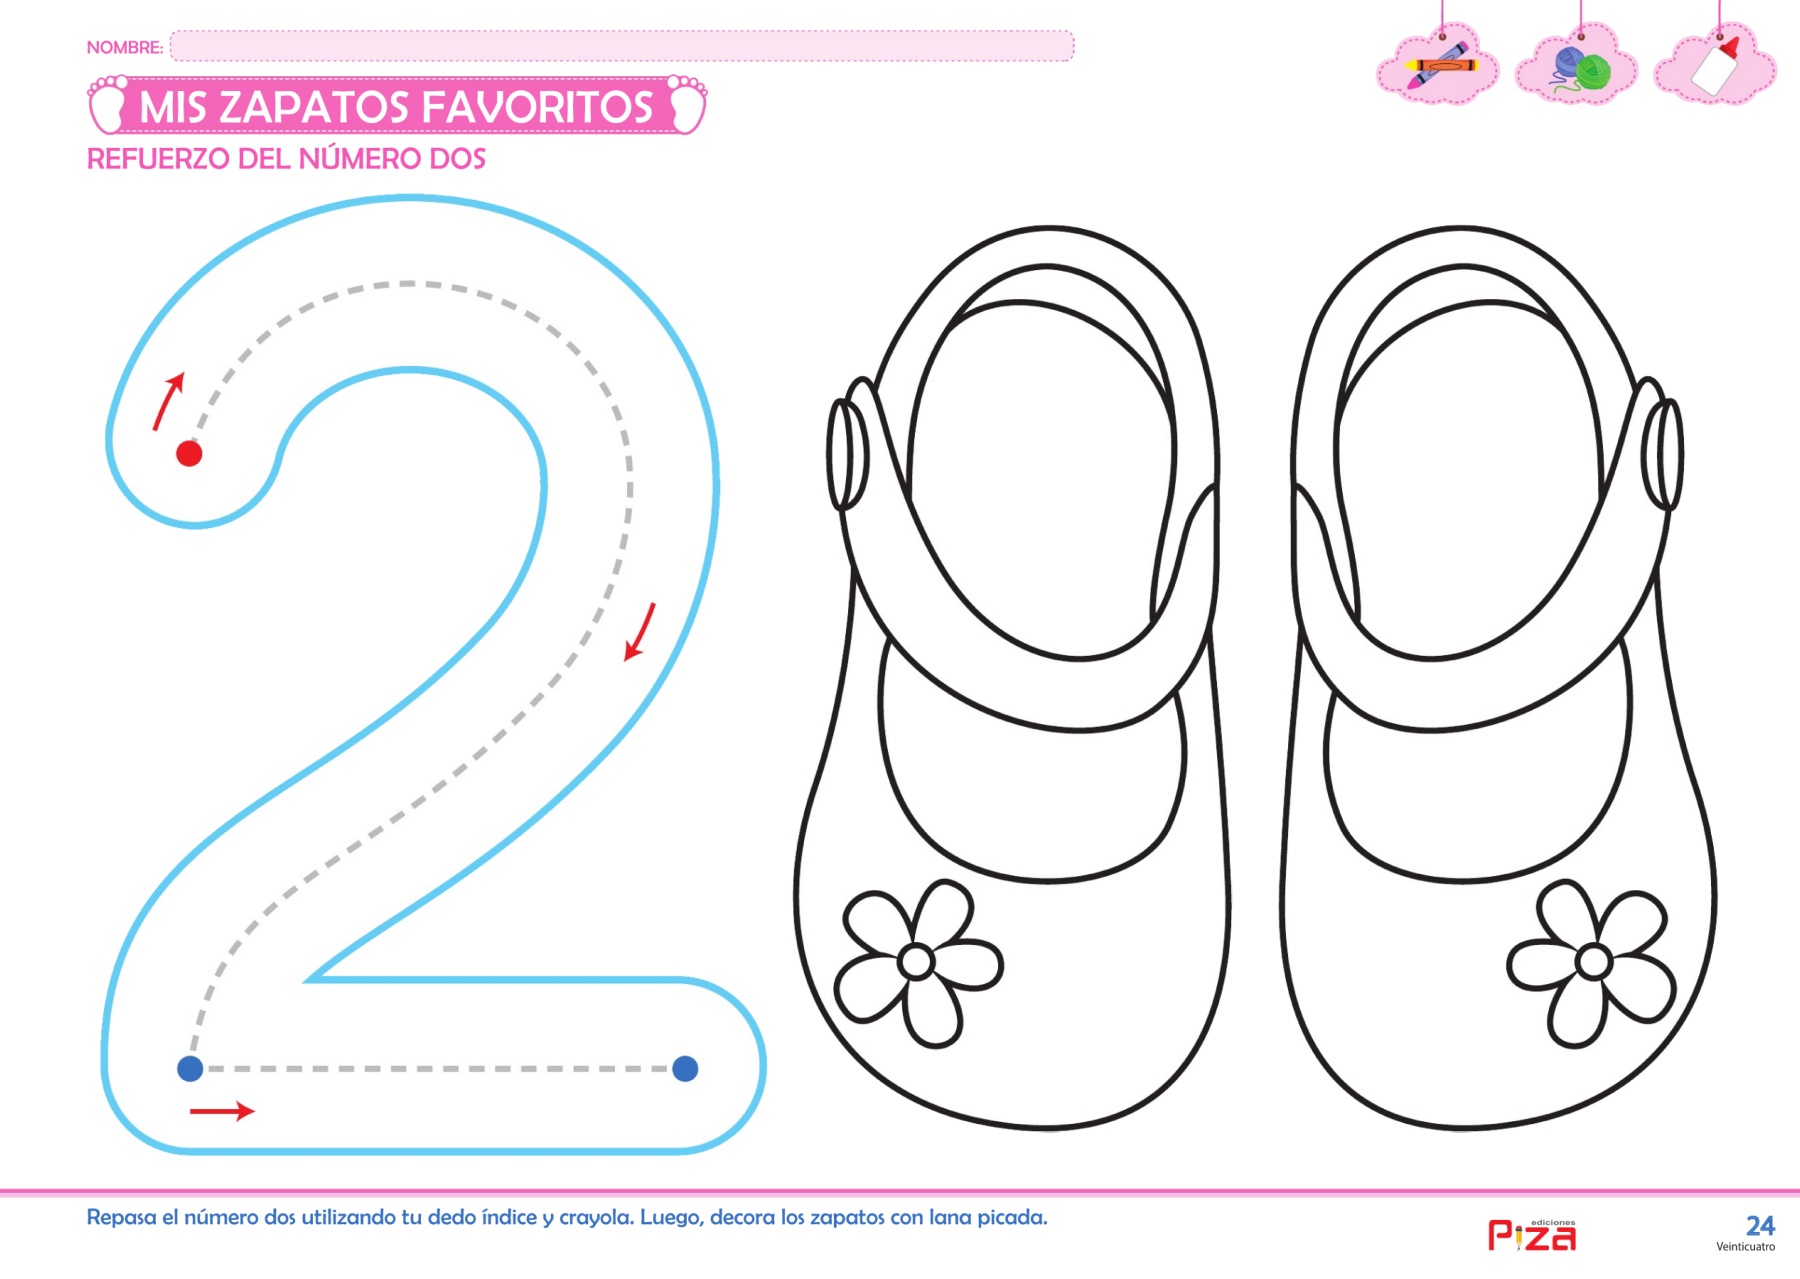 NOMBRE:
MIS ZAPATOS FAVORITOS
REFUERZO DEL NÚMERO DOS
2
Repasa el número dos utilizando tu dedo índice y crayola. Luego, decora los zapatos con lana picada.
ediciones
Piza
24
Veinticuatro